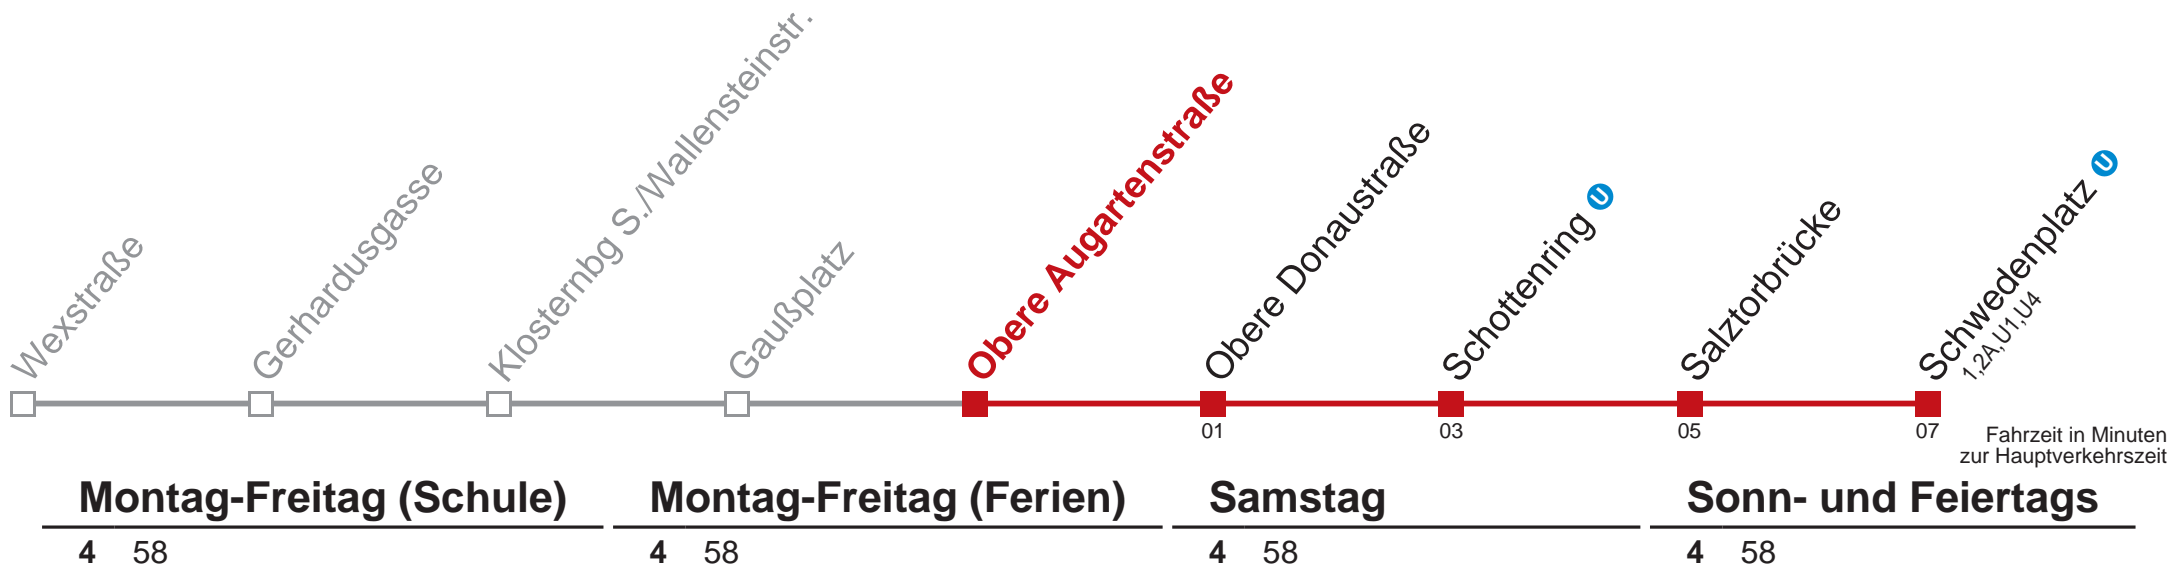 Wexstraße
Gerhardusgasse
Klosternbg S./Wallensteinstr.
Gaußplatz
Obere Augartenstraße
Obere Donaustraße
Schottenring U
Salztorbrücke
Schwedenplatz U
1,2A,U1,U4
01 03 05 07
Fahrzeit in Minuten
zur Hauptverkehrszeit
Montag-Freitag (Schule) Montag-Freitag (Ferien) Samstag Sonn- und Feiertags
4 58 4 58 4 58 4 58